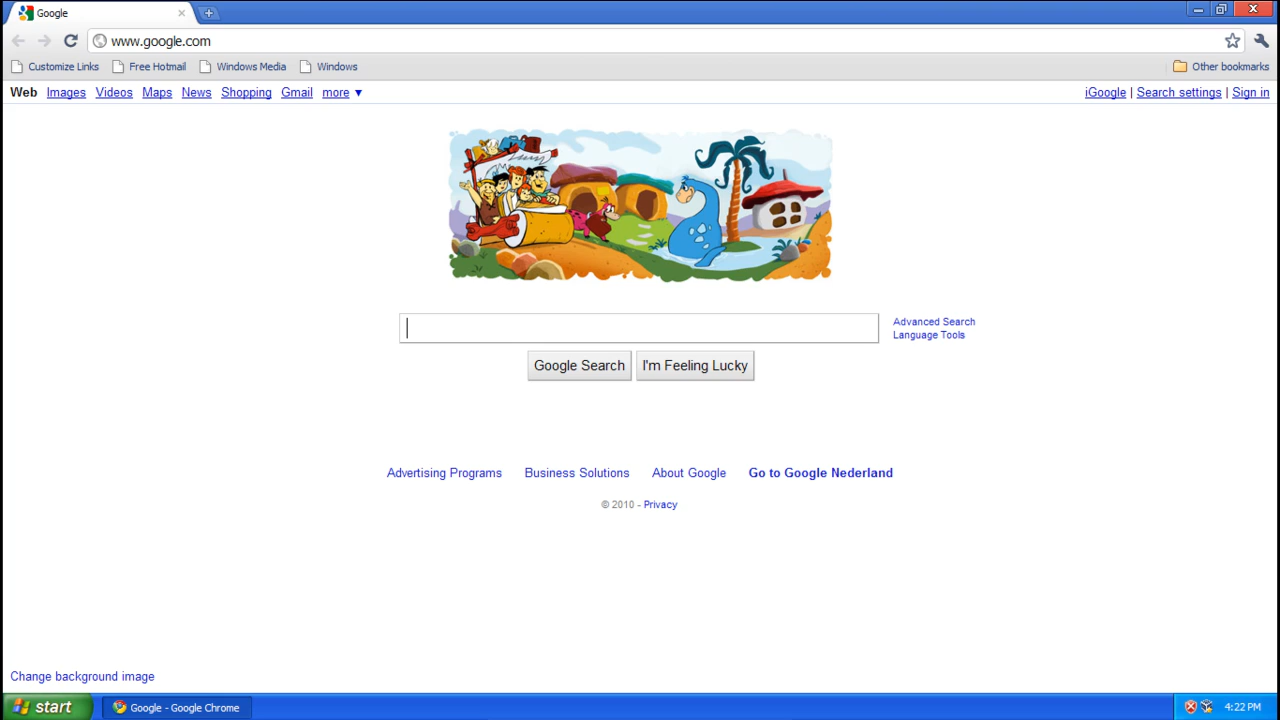 Google
www.google.com
Customize Links Free Hotmail Windows Media Windows Other bookmarks
Web Images Videos Maps News Shopping Gmail more ▼ iGoogle | Search settings | Sign in
Advanced Search
Language Tools
Google Search I'm Feeling Lucky
Advertising Programs Business Solutions About Google Go to Google Nederland
© 2010 - Privacy
Change background image
start Google - Google Chrome 4:22 PM